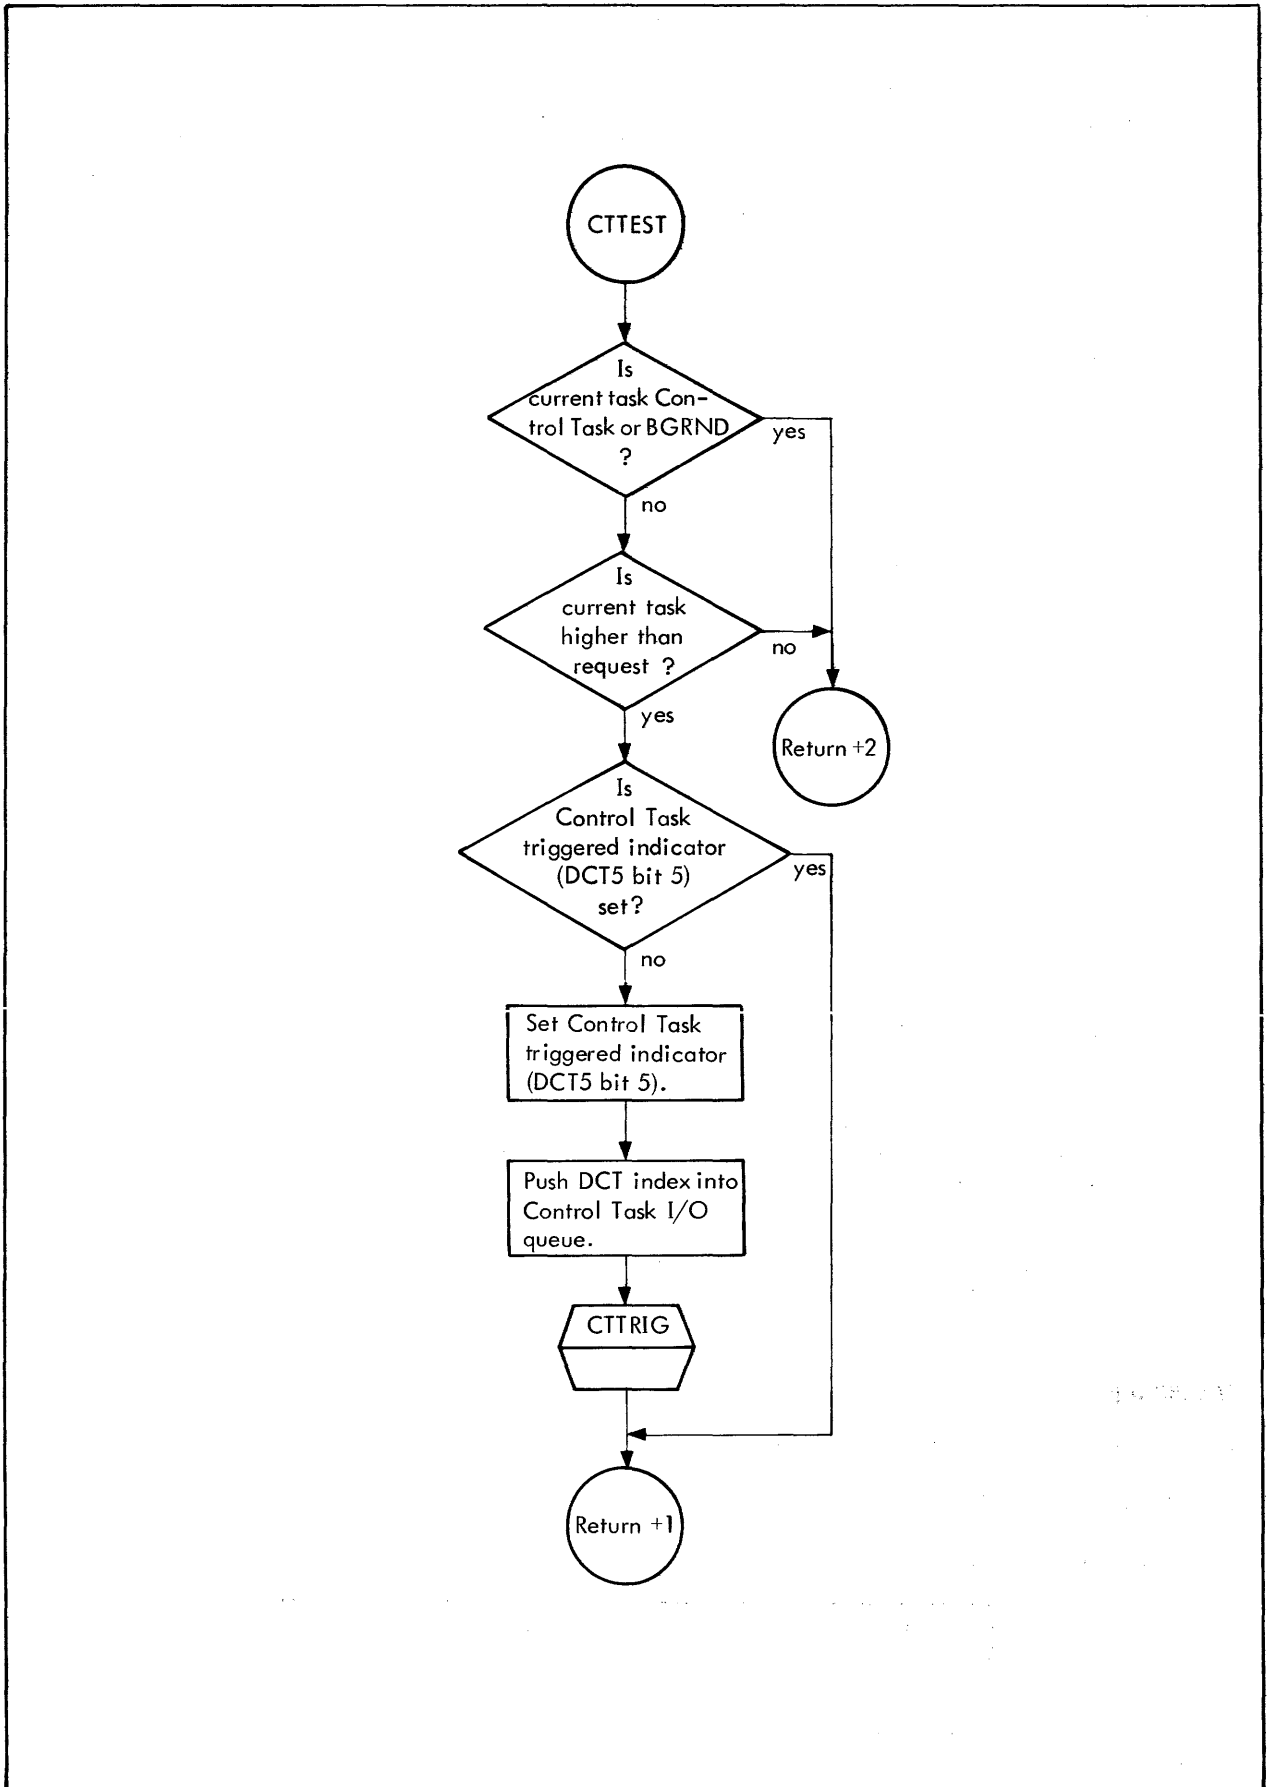 CTTEST
Is
current task Con-
trol Task or BGRND
?
yes
no
Is
current task
higher than
request ?
no
yes
Return +2
Is
Control Task
triggered indicator
(DCT5 bit 5)
set?
yes
no
Set Control Task
triggered indicator
(DCT5 bit 5).
Push DCT index into
Control Task I/O
queue.
CTTRIG
Return +1